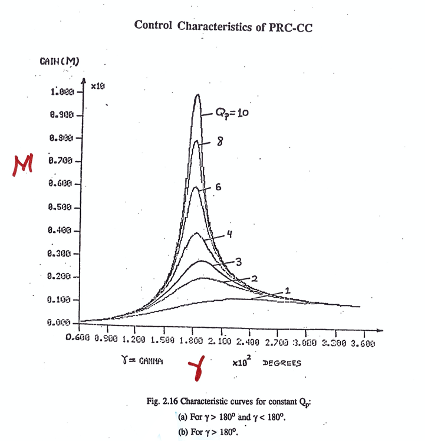 Control Characteristics of PRC-CC
GAIN(M)
x10
1.000
0.900
0.800
0.700
0.600
0.500
0.400
0.300
0.200
0.100
0.000
M
Qp=10
8
6
4
3
2
1
0.600 0.900 1.200 1.500 1.800 2.100 2.400 2.700 3.000 3.300 3.600
γ= GAMMA
γ
x10² DEGREES
Fig. 2.16 Characteristic curves for constant Qp:
(a) For γ > 180° and γ < 180°.
(b) For γ > 180°.